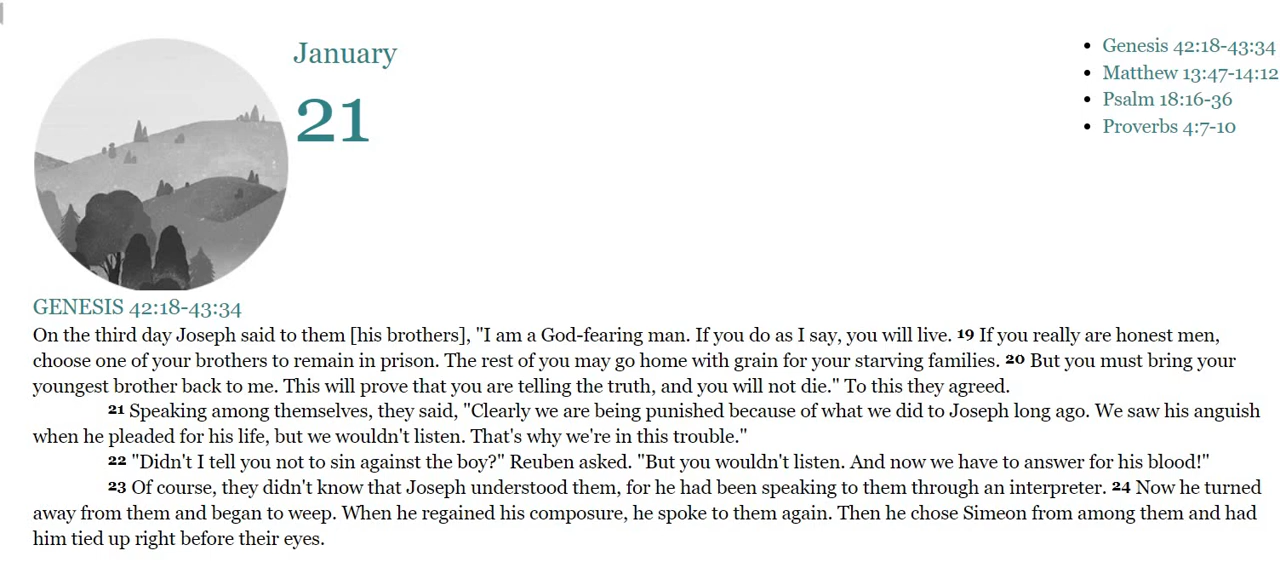 January
21
Genesis 42:18-43:34
Matthew 13:47-14:12
Psalm 18:16-36
Proverbs 4:7-10
GENESIS 42:18-43:34
On the third day Joseph said to them [his brothers], "I am a God-fearing man. If you do as I say, you will live. 19 If you really are honest men,
choose one of your brothers to remain in prison. The rest of you may go home with grain for your starving families. 20 But you must bring your
youngest brother back to me. This will prove that you are telling the truth, and you will not die." To this they agreed.
21 Speaking among themselves, they said, "Clearly we are being punished because of what we did to Joseph long ago. We saw his anguish
when he pleaded for his life, but we wouldn't listen. That's why we're in this trouble."
22 "Didn't I tell you not to sin against the boy?" Reuben asked. "But you wouldn't listen. And now we have to answer for his blood!"
23 Of course, they didn't know that Joseph understood them, for he had been speaking to them through an interpreter. 24 Now he turned
away from them and began to weep. When he regained his composure, he spoke to them again. Then he chose Simeon from among them and had
him tied up right before their eyes.